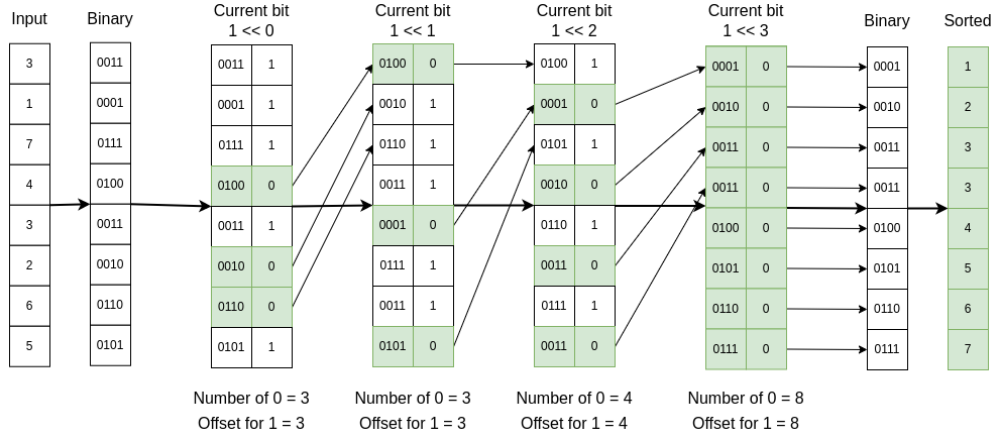 Input Binary Current bit 1 << 0 Current bit 1 << 1 Current bit 1 << 2 Current bit 1 << 3 Binary Sorted
3 0011 0011 1 0100 0 0100 1 0001 0 0001 1
1 0001 0001 1 0010 1 0001 0 0010 0 0010 2
7 0111 0111 1 0110 1 0101 1 0011 0 0011 3
4 0100 0100 0 0011 1 0010 0 0011 0 0011 3
3 0011 0011 1 0001 0 0110 1 0100 0 0100 4
2 0010 0010 0 0111 1 0011 0 0101 0 0101 5
6 0110 0110 0 0011 1 0111 1 0110 0 0110 6
5 0101 0101 1 0101 0 0011 0 0111 0 0111 7
Number of 0 = 3 Number of 0 = 3 Number of 0 = 4 Number of 0 = 8
Offset for 1 = 3 Offset for 1 = 3 Offset for 1 = 4 Offset for 1 = 8